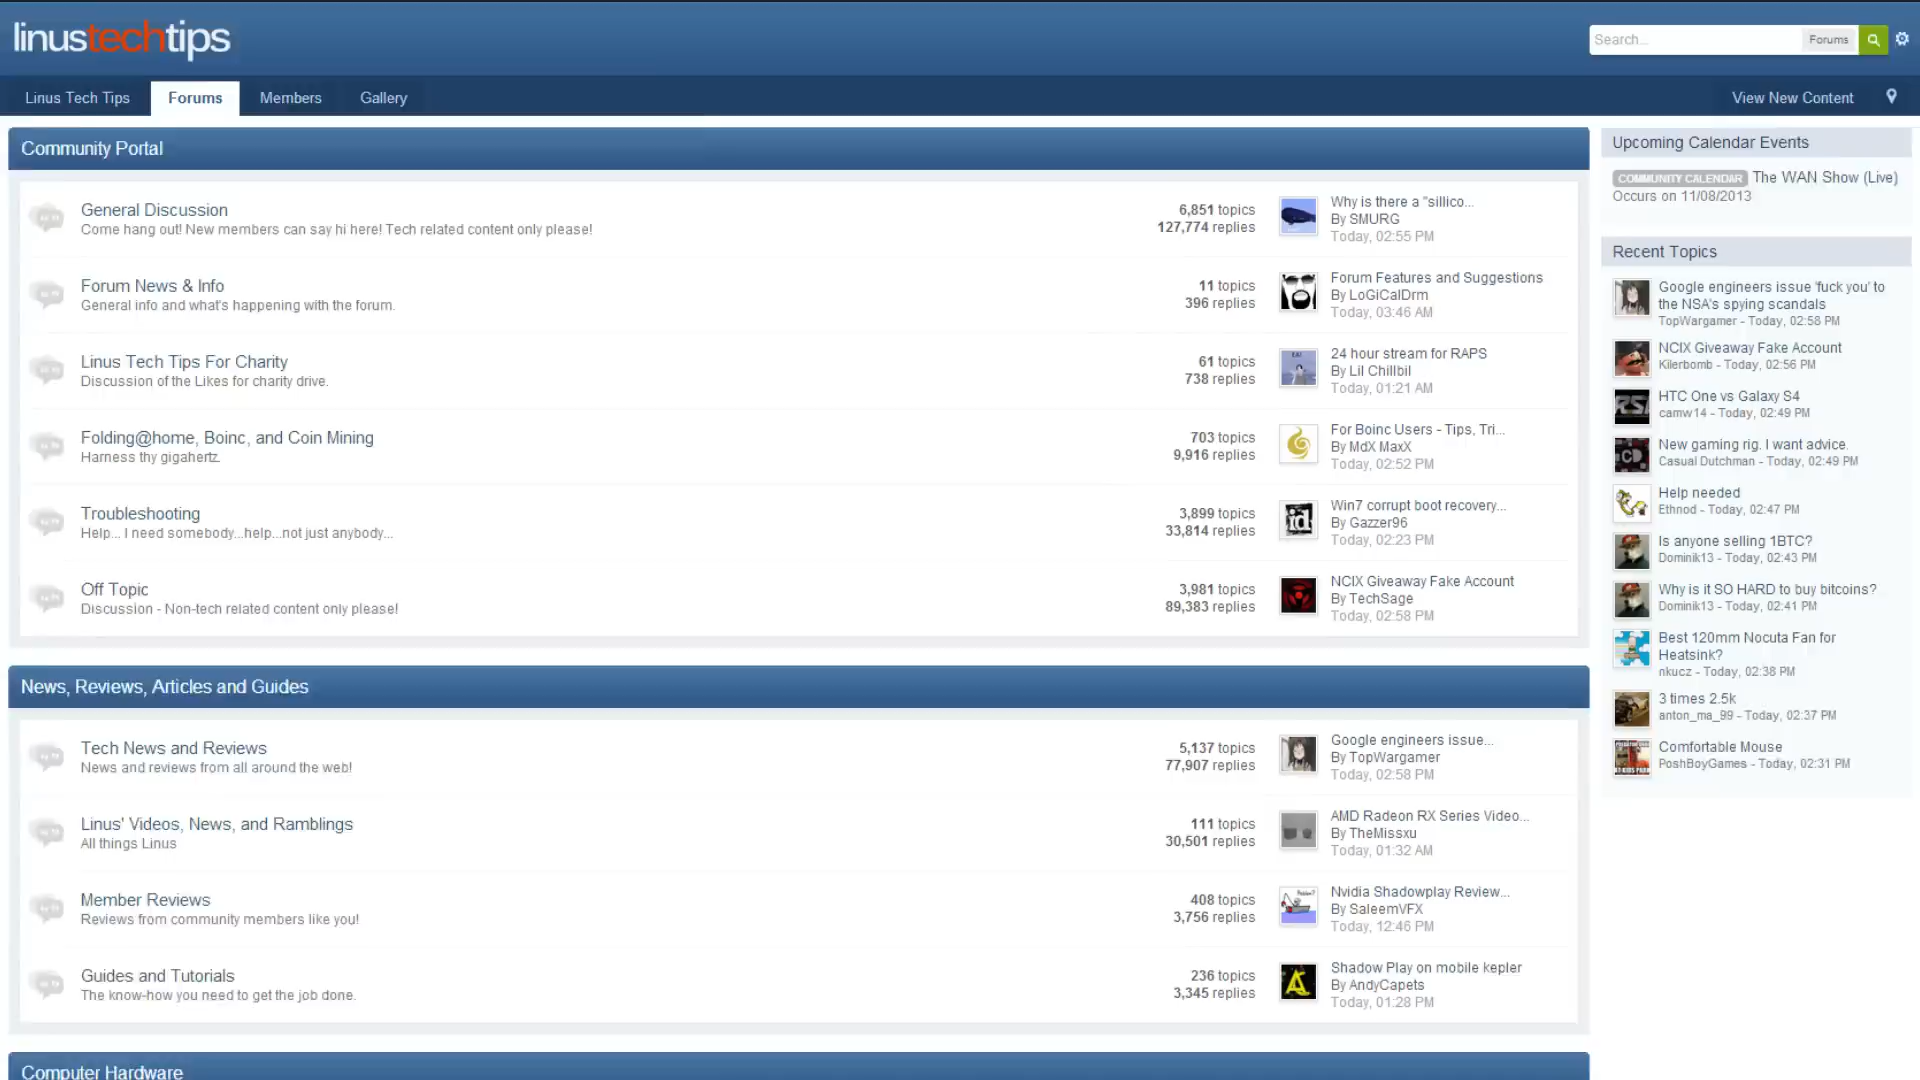 linustechtips
Search...
Forums
Linus Tech Tips
Forums
Members
Gallery
View New Content
Community Portal
General Discussion
Come hang out! New members can say hi here! Tech related content only please!
6,851 topics
127,774 replies
Why is there a "sillico...
By SMURG
Today, 02:55 PM
Forum News & Info
General info and what's happening with the forum.
11 topics
396 replies
Forum Features and Suggestions
By LoGiCalDrm
Today, 03:46 AM
Linus Tech Tips For Charity
Discussion of the Likes for charity drive.
61 topics
738 replies
24 hour stream for RAPS
By Lil Chillbil
Today, 01:21 AM
Folding@home, Boinc, and Coin Mining
Harness thy gigahertz.
703 topics
9,916 replies
For Boinc Users - Tips, Tri...
By MdX MaxX
Today, 02:52 PM
Troubleshooting
Help... I need somebody...help...not just anybody...
3,899 topics
33,814 replies
id
Win7 corrupt boot recovery...
By Gazzer96
Today, 02:23 PM
Off Topic
Discussion - Non-tech related content only please!
3,981 topics
89,383 replies
NCIX Giveaway Fake Account
By TechSage
Today, 02:58 PM
News, Reviews, Articles and Guides
Tech News and Reviews
News and reviews from all around the web!
5,137 topics
77,907 replies
Google engineers issue...
By TopWargamer
Today, 02:58 PM
Linus' Videos, News, and Ramblings
All things Linus
111 topics
30,501 replies
AMD Radeon RX Series Video...
By TheMissxu
Today, 01:32 AM
Member Reviews
Reviews from community members like you!
408 topics
3,756 replies
Nvidia Shadowplay Review...
By SaleemVFX
Today, 12:46 PM
Guides and Tutorials
The know-how you need to get the job done.
236 topics
3,345 replies
Shadow Play on mobile kepler
By AndyCapets
Today, 01:28 PM
Computer Hardware
Upcoming Calendar Events
COMMUNITY CALENDAR The WAN Show (Live)
Occurs on 11/08/2013
Recent Topics
Google engineers issue 'fuck you' to
the NSA's spying scandals
TopWargamer - Today, 02:58 PM
NCIX Giveaway Fake Account
Kilerbomb - Today, 02:56 PM
HTC One vs Galaxy S4
camw14 - Today, 02:49 PM
New gaming rig. I want advice.
Casual Dutchman - Today, 02:49 PM
Help needed
Ethnod - Today, 02:47 PM
Is anyone selling 1BTC?
Dominik13 - Today, 02:43 PM
Why is it SO HARD to buy bitcoins?
Dominik13 - Today, 02:41 PM
Best 120mm Noctua Fan for
Heatsink?
nkucz - Today, 02:38 PM
3 times 2.5k
anton_ma_99 - Today, 02:37 PM
Comfortable Mouse
PoshBoyGames - Today, 02:31 PM